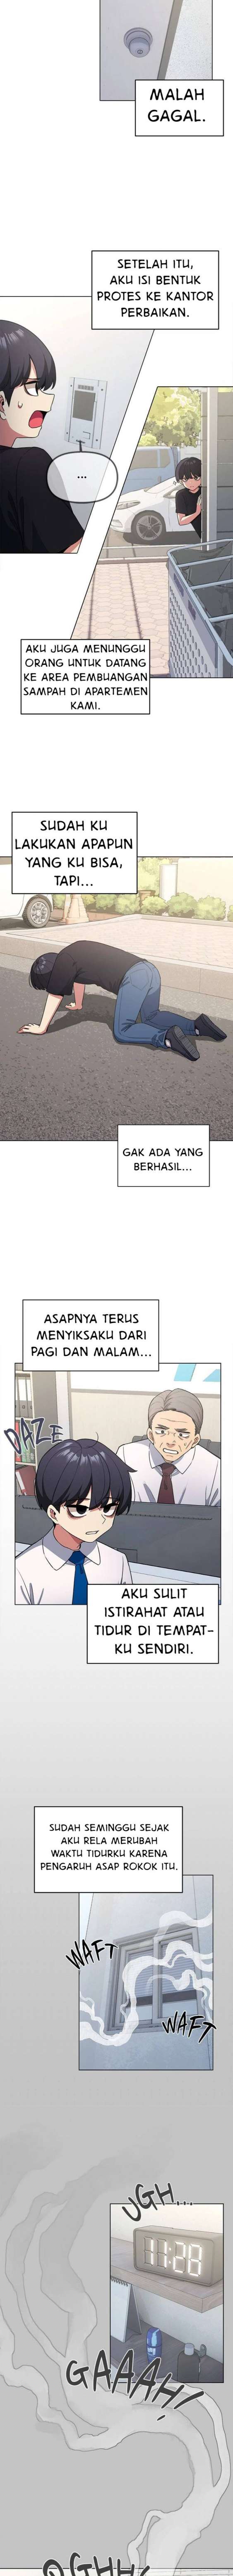 MALAH
GAGAL.
SETELAH ITU,
AKU ISI BENTUK
PROTES KE KANTOR
PERBAIKAN.
...
AKU JUGA MENUNGGU
ORANG UNTUK DATANG
KE AREA PEMBUANGAN
SAMPAH DI APARTEMEN
KAMI.
SUDAH KU
LAKUKAN APAPUN
YANG KU BISA,
TAPI...
GAK ADA YANG
BERHASIL...
ASAPNYA TERUS
MENYIKSAKU DARI
PAGI DAN MALAM...
DAZE
AKU SULIT
ISTIRAHAT ATAU
TIDUR DI TEMPAT-
KU SENDIRI.
SUDAH SEMINGGU SEJAK
AKU RELA MERUBAH
WAKTU TIDURKU KARENA
PENGARUH ASAP ROKOK ITU.
WAFT
WAFT
UGH...
11:28
GAAAH!
OGHH!